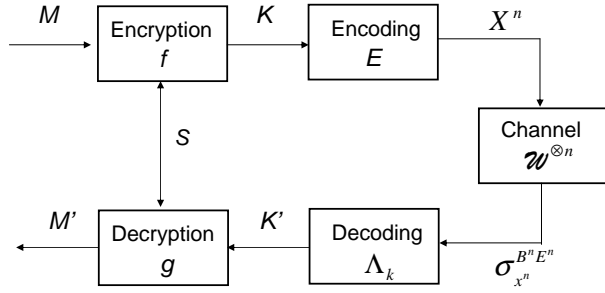 M
Encryption
f
K
Encoding
E
X^n
Channel
𝒲^{⊗n}
S
M'
Decryption
g
K'
Decoding
Λ_k
σ_{x^n}^{B^n E^n}